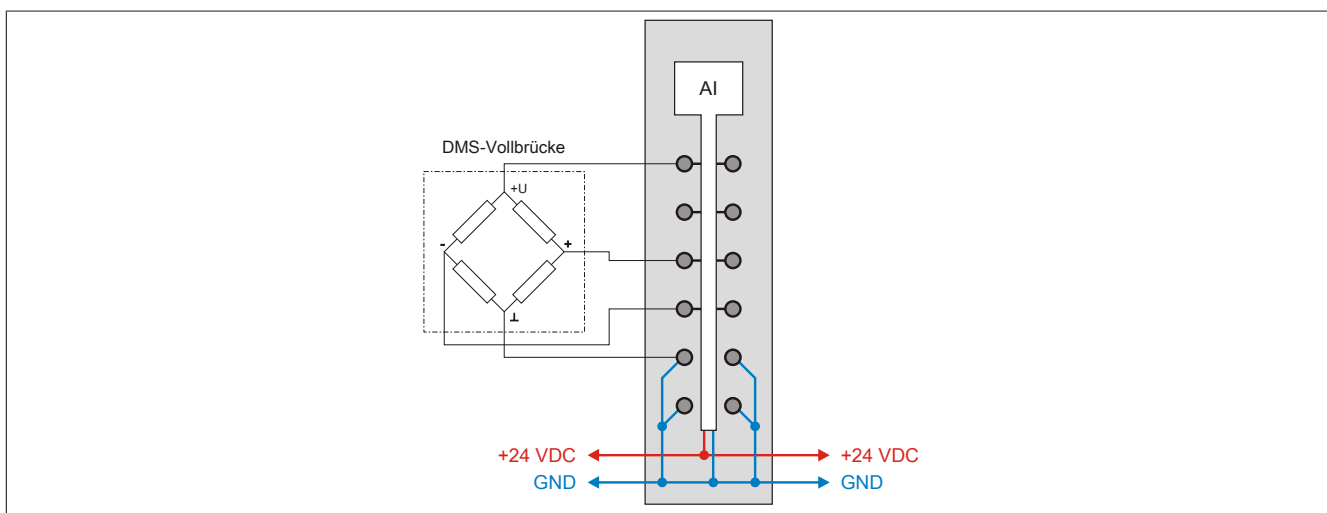 AI
DMS-Vollbrücke
+U
- +
⊥
+24 VDC +24 VDC
GND GND